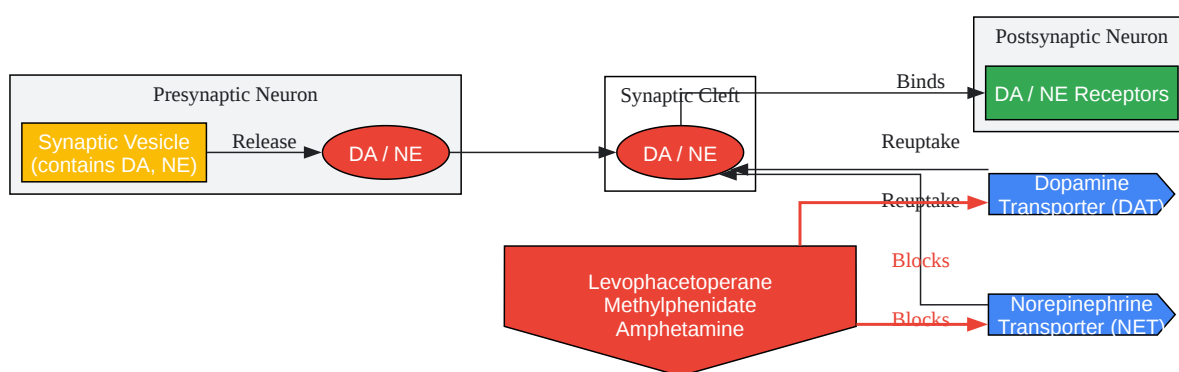 Postsynaptic Neuron
Presynaptic Neuron
Synaptic Cleft
Binds
DA / NE Receptors
Synaptic Vesicle
(contains DA, NE)
Release
DA / NE
DA / NE
Reuptake
Dopamine
Transporter (DAT)
Reuptake
Blocks
Levophacetoperane
Methylphenidate
Amphetamine
Blocks
Norepinephrine
Transporter (NET)